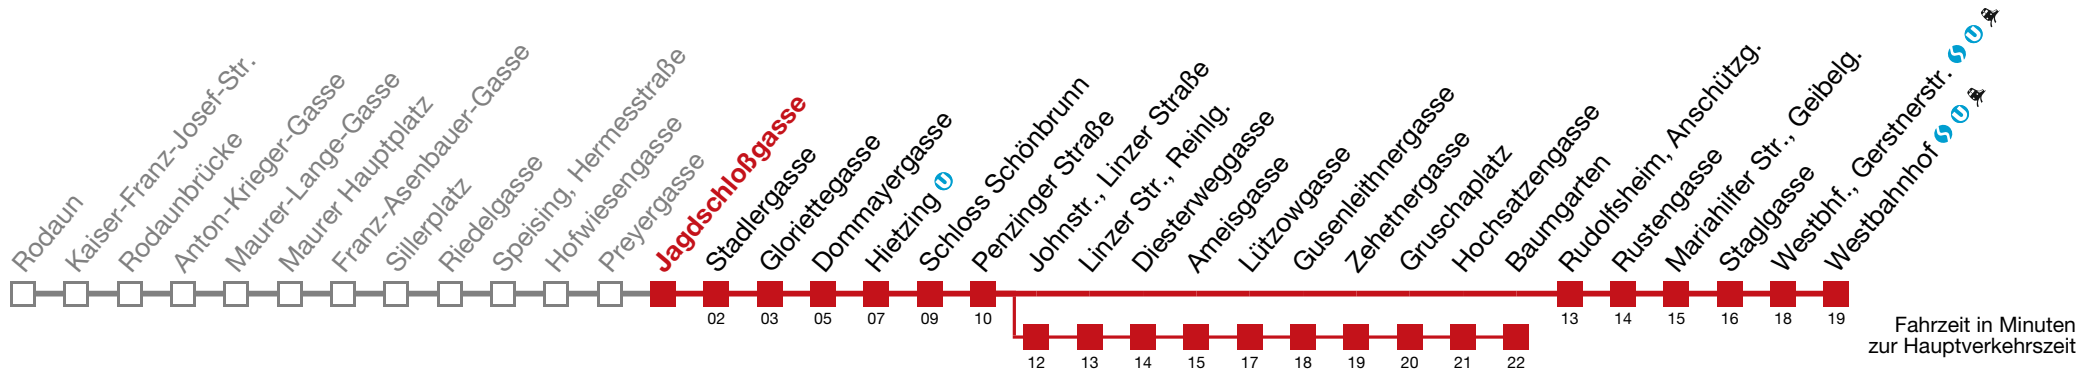 Rodaun
Kaiser-Franz-Josef-Str.
Rodaunbrücke
Anton-Krieger-Gasse
Maurer-Lange-Gasse
Maurer Hauptplatz
Franz-Asenbauer-Gasse
Sillerplatz
Riedelgasse
Speising, Hermesstraße
Hofwiesengasse
Preyergasse
Jagdschloßgasse
Stadlergasse
Gloriettegasse
Dommayergasse
Hietzing U
Schloss Schönbrunn
Penzinger Straße
Johnstr., Linzer Straße
Linzer Str., Reinlg.
Diesterweggasse
Ameisgasse
Lützowgasse
Gusenleithnergasse
Zehetnergasse
Gruschaplatz
Hochsatzengasse
Baumgarten
Rudolfsheim, Anschützg.
Rustengasse
Mariahilfer Str., Geibelg.
Staglgasse
Westbhf., Gerstnerstr. S U
Westbahnhof S U
02 03 05 07 09 10 13 14 15 16 18 19
12 13 14 15 17 18 19 20 21 22
Fahrzeit in Minuten
zur Hauptverkehrszeit